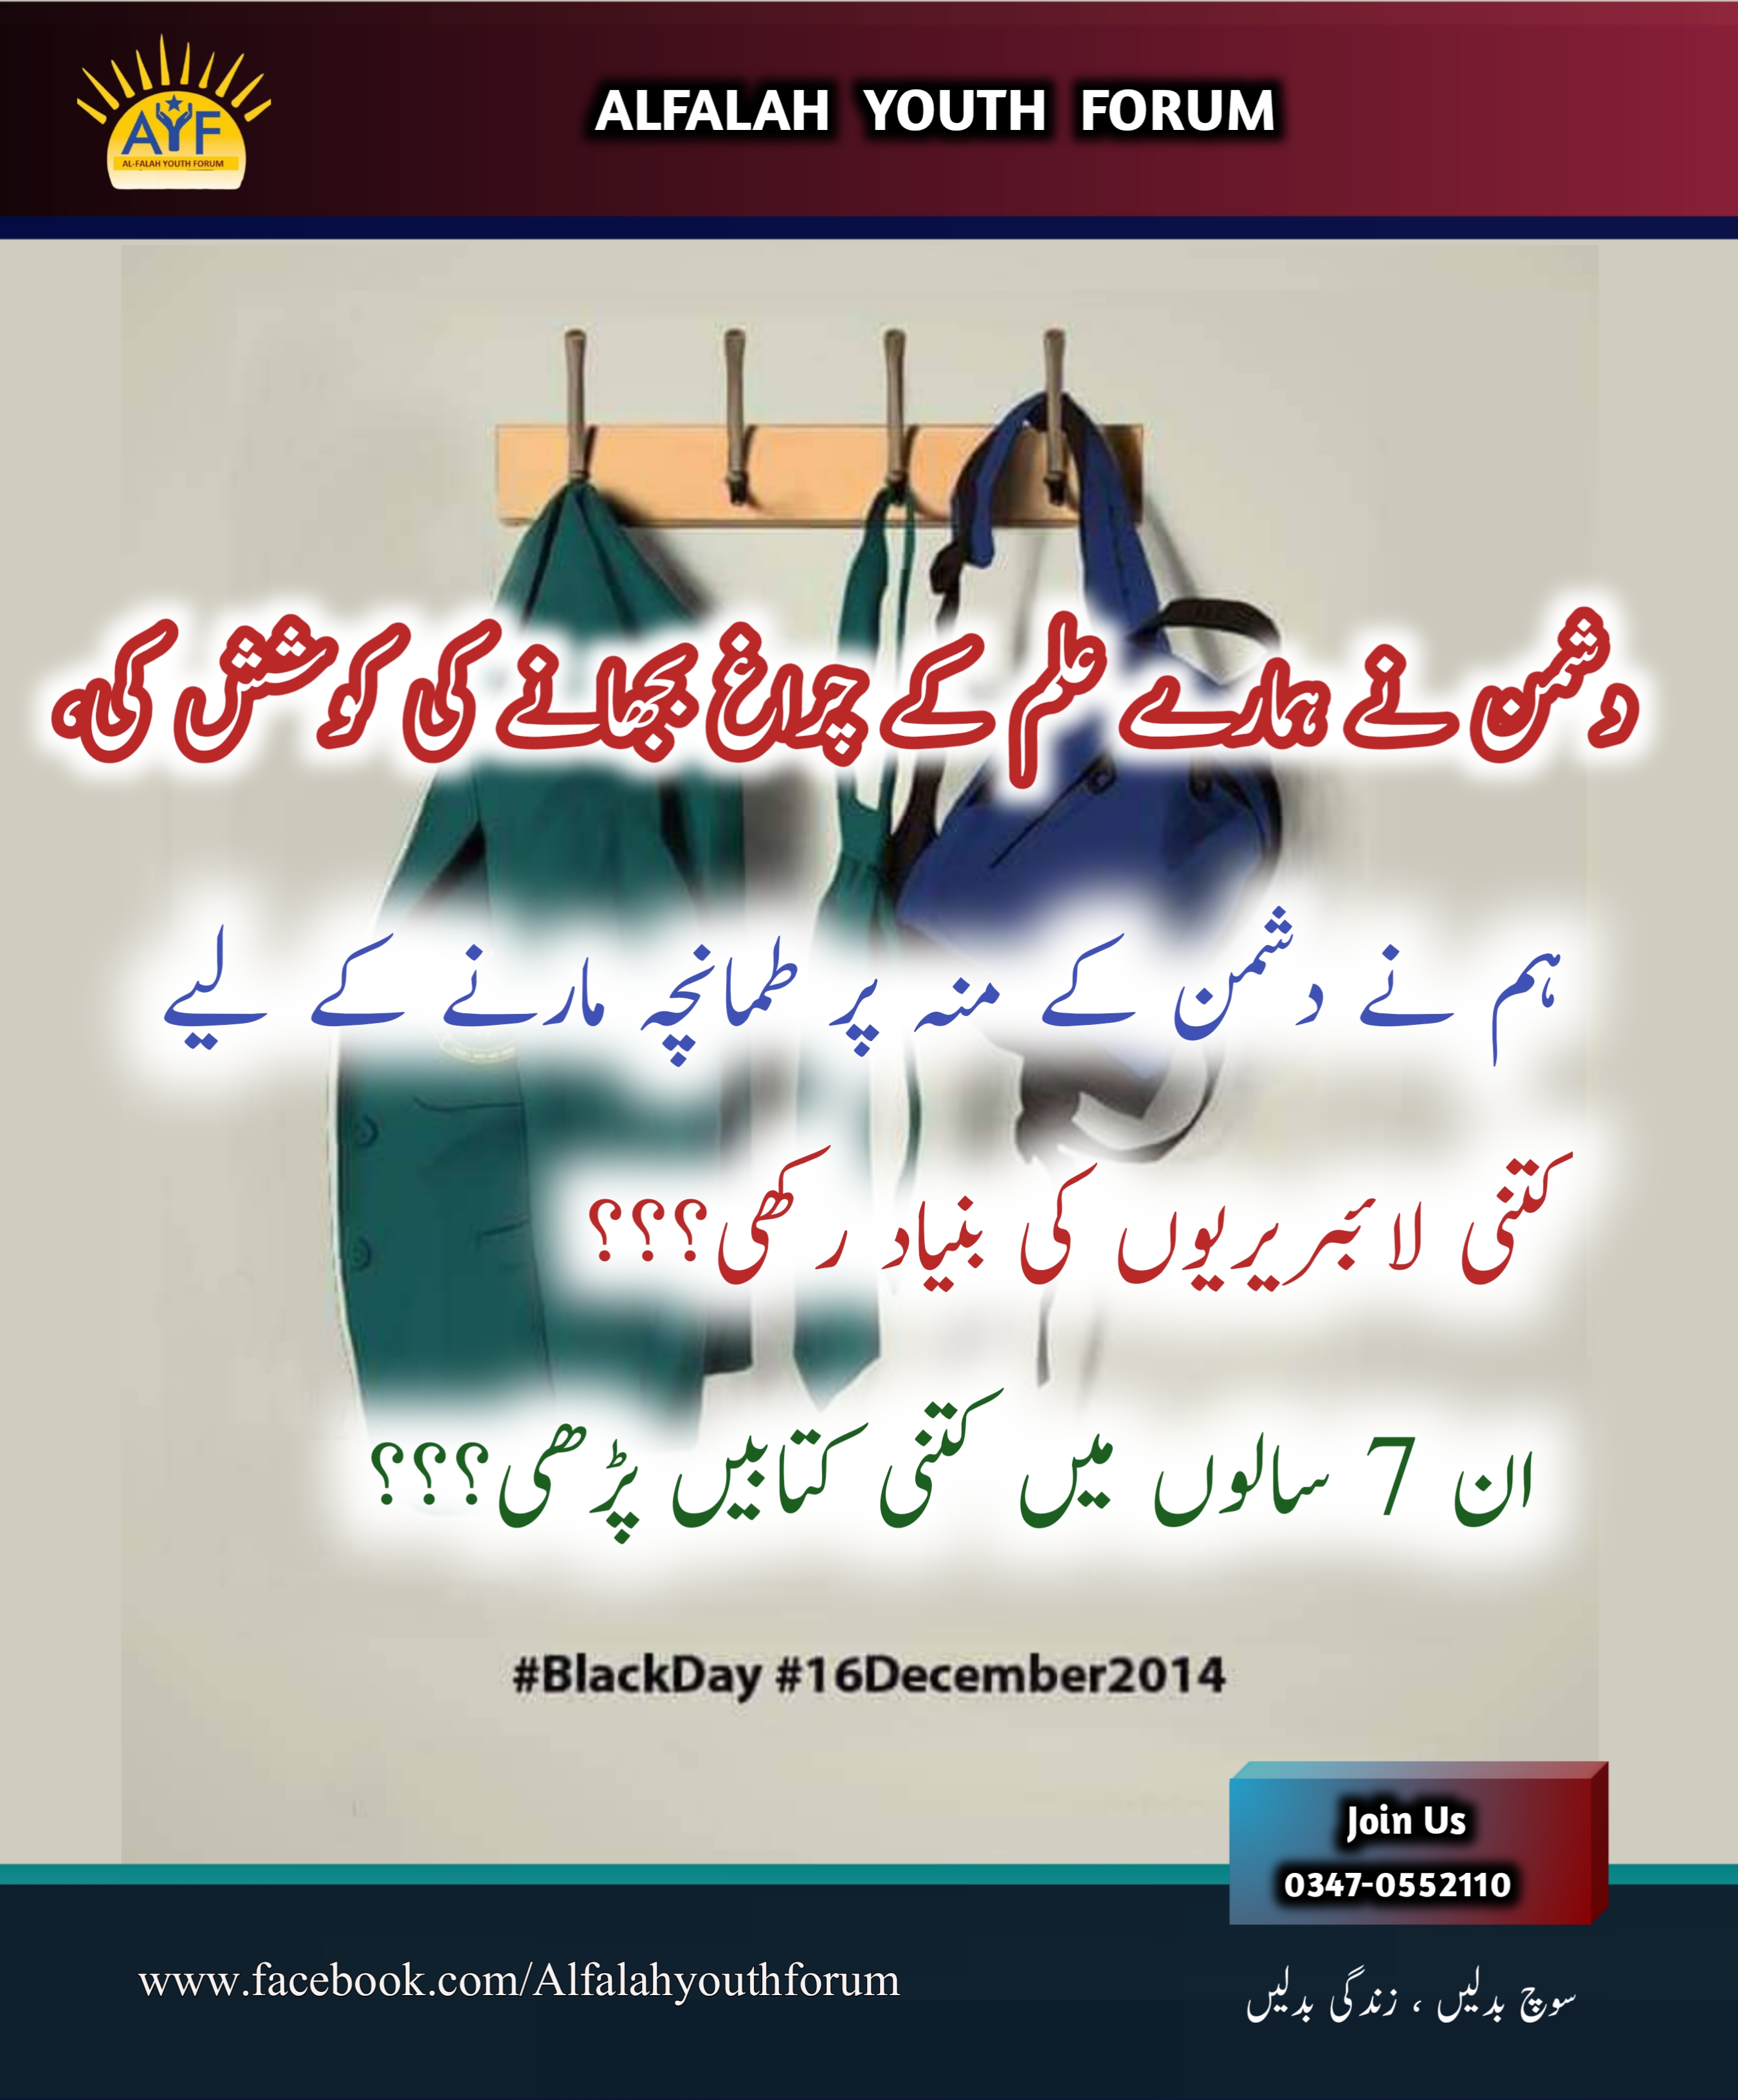 ALFALAH YOUTH FORUM
AYF
AL-FALAH YOUTH FORUM
دشمن نے ہمارے علم کے چراغ بجھانے کی کوشش کی،
ہم نے دشمن کے منہ پر طمانچہ مارنے کے لیے
کتنی لائبریریوں کی بنیاد رکھی؟؟؟
ان 7 سالوں میں کتنی کتابیں پڑھی؟؟؟
#BlackDay #16December2014
Join Us
0347-0552110
www.facebook.com/Alfalahyouthforum
سوچ بدلیں ، زندگی بدلیں